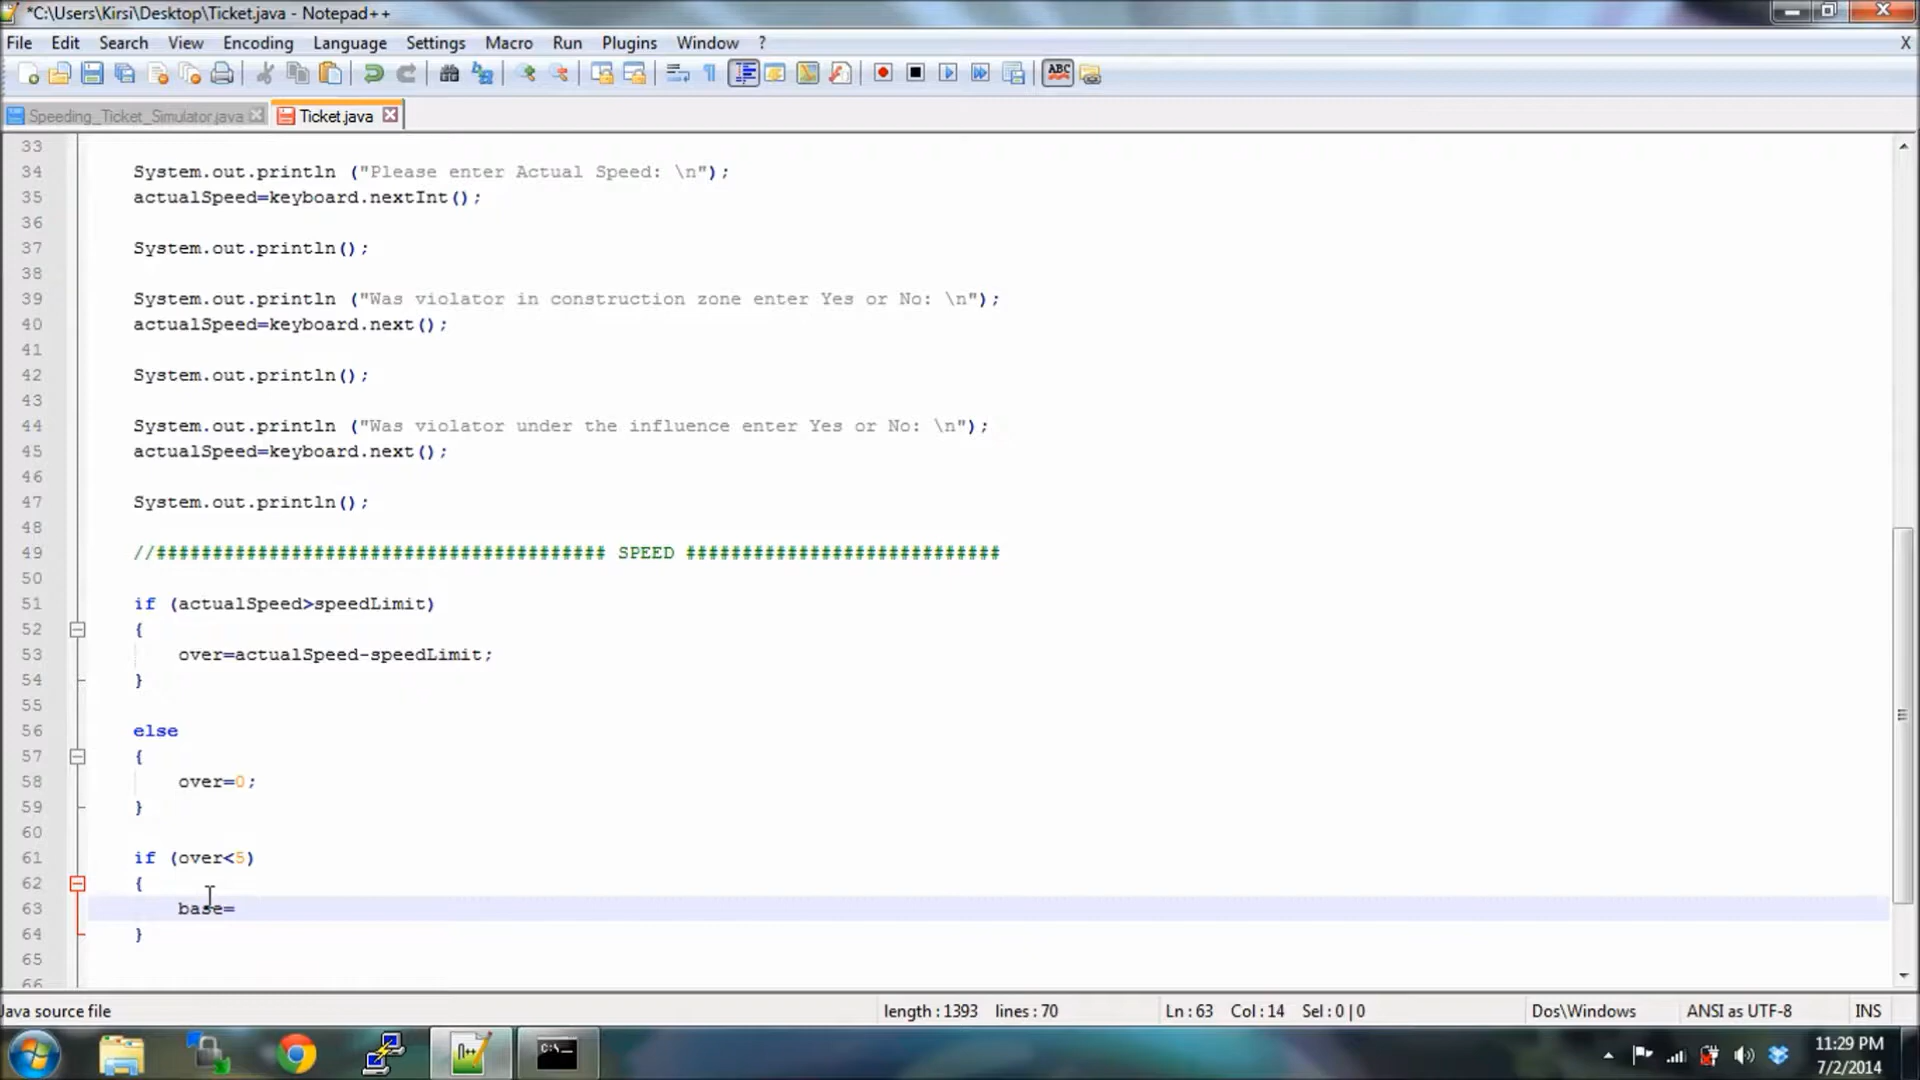 *C:\Users\Kirsi\Desktop\Ticket.java - Notepad++
File Edit Search View Encoding Language Settings Macro Run Plugins Window ? X
ABC
Speeding_Ticket_Simulator.java Ticket.java
33
34 System.out.println ("Please enter Actual Speed: \n");
35 actualSpeed=keyboard.nextInt();
36
37 System.out.println();
38
39 System.out.println ("Was violator in construction zone enter Yes or No: \n");
40 actualSpeed=keyboard.next();
41
42 System.out.println();
43
44 System.out.println ("Was violator under the influence enter Yes or No: \n");
45 actualSpeed=keyboard.next();
46
47 System.out.println();
48
49 //######################################## SPEED ############################
50
51 if (actualSpeed>speedLimit)
52 {
53 over=actualSpeed-speedLimit;
54 }
55
56 else
57 {
58 over=0;
59 }
60
61 if (over<5)
62 {
63 base=
64 }
65
66
Java source file length : 1393 lines : 70 Ln : 63 Col : 14 Sel : 0 | 0 Dos\Windows ANSI as UTF-8 INS
C:\
11:29 PM
7/2/2014